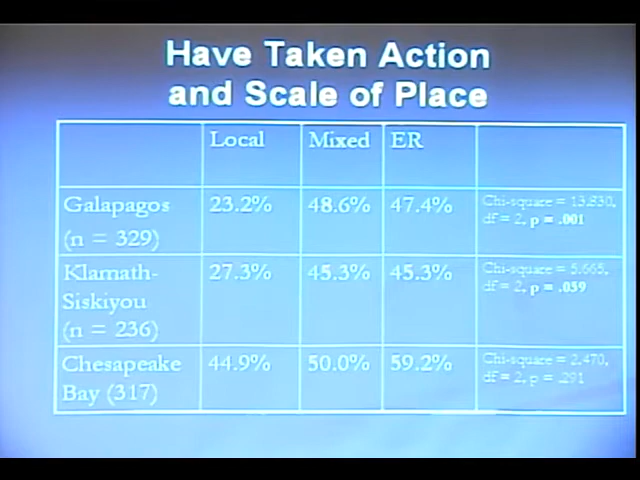 Have Taken Action
and Scale of Place
Local Mixed ER
Galapagos 23.2% 48.6% 47.4% Chi-square = 13.830,
(n = 329) df = 2, p = .001
Klamath- 27.3% 45.3% 45.3% Chi-square = 5.665,
Siskiyou df = 2, p = .059
(n = 236)
Chesapeake 44.9% 50.0% 59.2% Chi-square = 2.470,
Bay (317) df = 2, p = .291